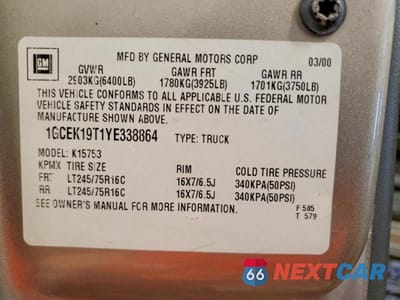 GM
MFD BY GENERAL MOTORS CORP 03/00
GVWR GAWR FRT GAWR RR
2903KG(6400LB) 1780KG(3925LB) 1701KG(3750LB)
THIS VEHICLE CONFORMS TO ALL APPLICABLE U.S. FEDERAL MOTOR
VEHICLE SAFETY STANDARDS IN EFFECT ON THE DATE OF
MANUFACTURE SHOWN ABOVE.
1GCEK19T1YE338864 TYPE: TRUCK
MODEL: K15753
KPMX TIRE SIZE RIM COLD TIRE PRESSURE
FRT LT245/75R16C 16X7/6.5J 340KPA(50PSI)
RR LT245/75R16C 16X7/6.5J 340KPA(50PSI)
SEE OWNER'S MANUAL FOR MORE INFORMATION.
F 585
T 579
66 NEXTCAR